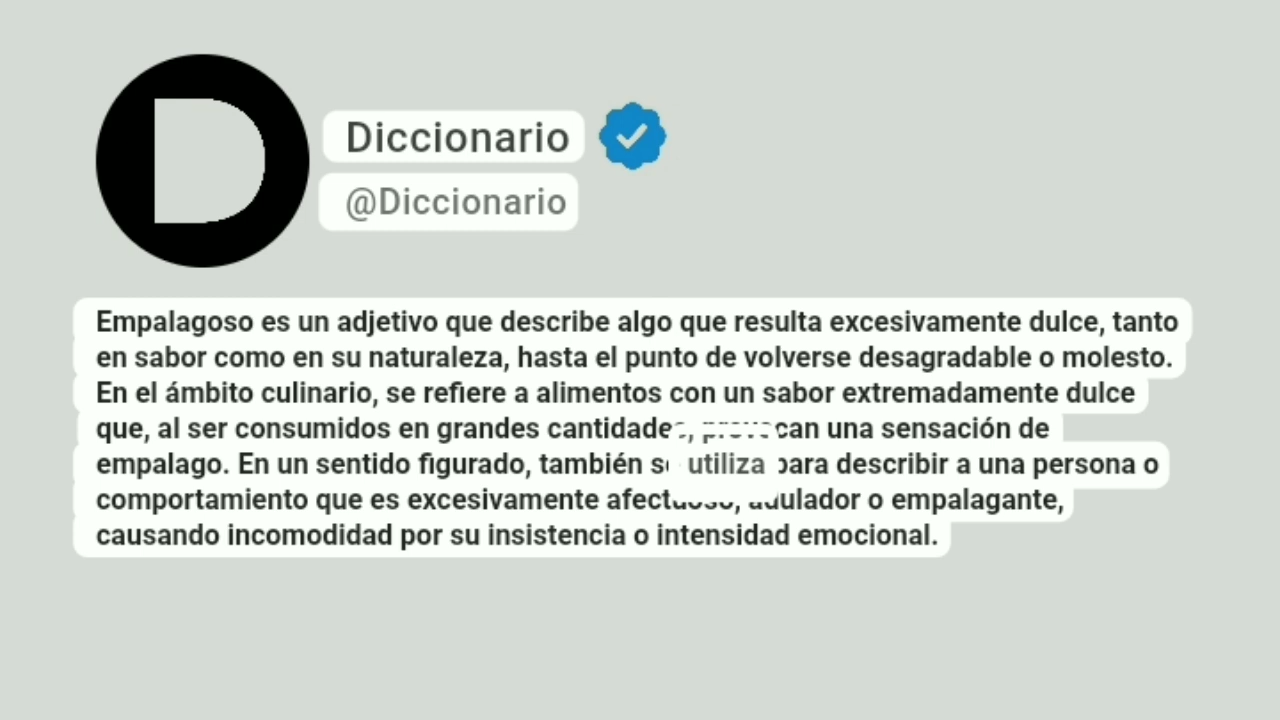 Diccionario
@Diccionario
Empalagoso es un adjetivo que describe algo que resulta excesivamente dulce, tanto
en sabor como en su naturaleza, hasta el punto de volverse desagradable o molesto.
En el ámbito culinario, se refiere a alimentos con un sabor extremadamente dulce
que, al ser consumidos en grandes cantidades, provocan una sensación de
empalago. En un sentido figurado, también se utiliza para describir a una persona o
comportamiento que es excesivamente afectuoso, adulador o empalagante,
causando incomodidad por su insistencia o intensidad emocional.